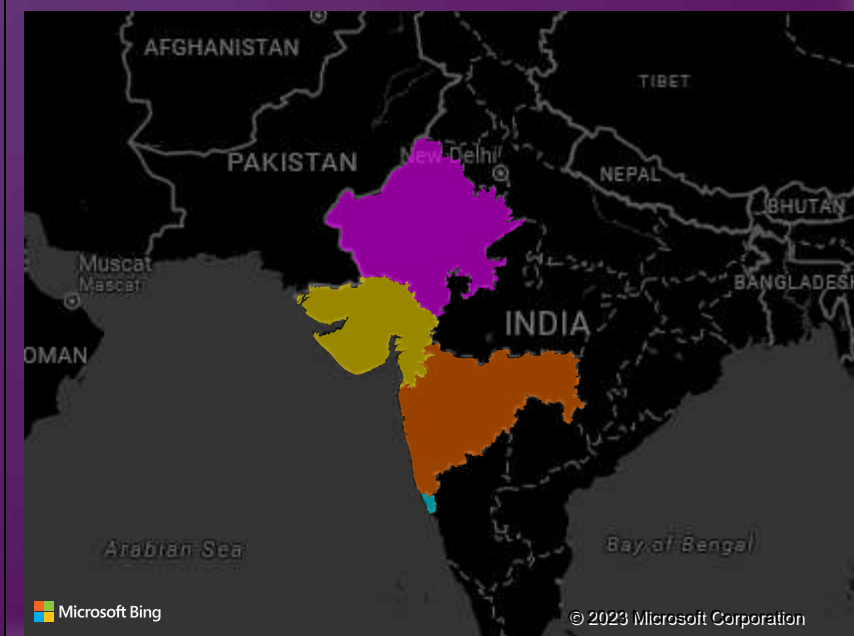 AFGHANISTAN
TIBET
PAKISTAN
New Delhi
NEPAL
BHUTAN
Muscat
Mascat
BANGLADESH
INDIA
OMAN
Arabian Sea
Bay of Bengal
Microsoft Bing
© 2023 Microsoft Corporation